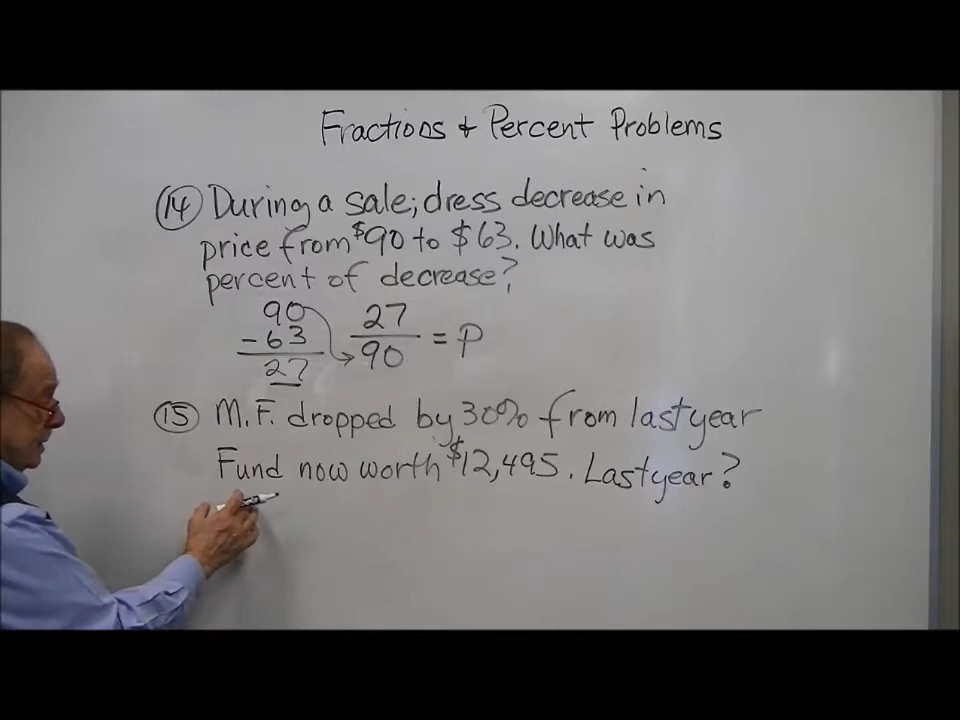 Fractions + Percent Problems
14 During a sale; dress decrease in
price from $90 to $63. What was
percent of decrease?
90
- 63
27
27
90
= P
15 M.F. dropped by 30% from last year
Fund now worth $12,495. Last year?